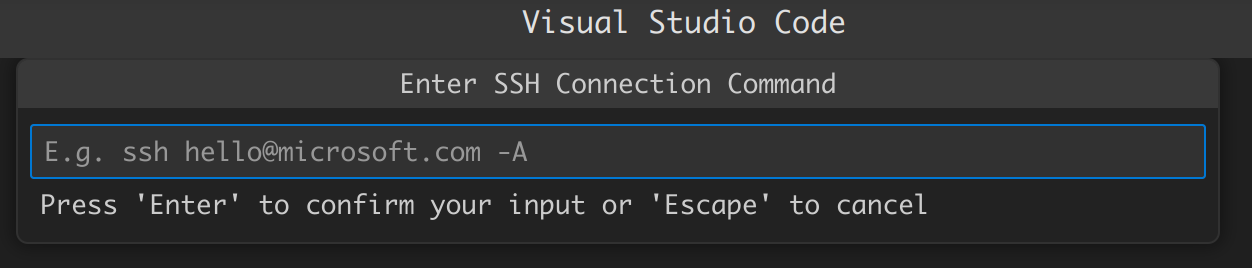 Visual Studio Code
Enter SSH Connection Command
E.g. ssh hello@microsoft.com -A
Press 'Enter' to confirm your input or 'Escape' to cancel